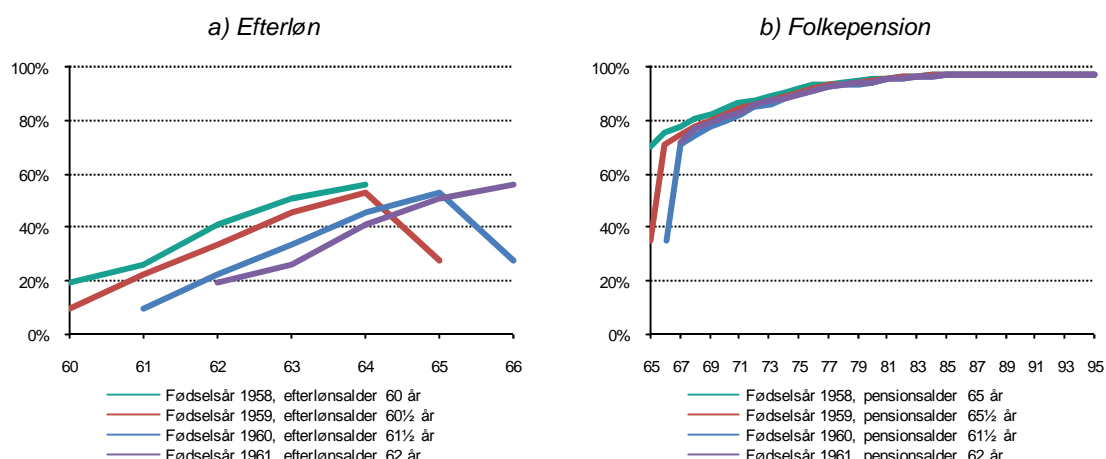 a) Efterløn
100%
80%
60%
40%
20%
0%
60 61 62 63 64 65 66
Fødselsår 1958, efterlønsalder 60 år
Fødselsår 1959, efterlønsalder 60½ år
Fødselsår 1960, efterlønsalder 61½ år
Fødselsår 1961, efterlønsalder 62 år
b) Folkepension
100%
80%
60%
40%
20%
0%
65 67 69 71 73 75 77 79 81 83 85 87 89 91 93 95
Fødselsår 1958, pensionsalder 65 år
Fødselsår 1959, pensionsalder 65½ år
Fødselsår 1960, pensionsalder 61½ år
Fødselsår 1961, pensionsalder 62 år